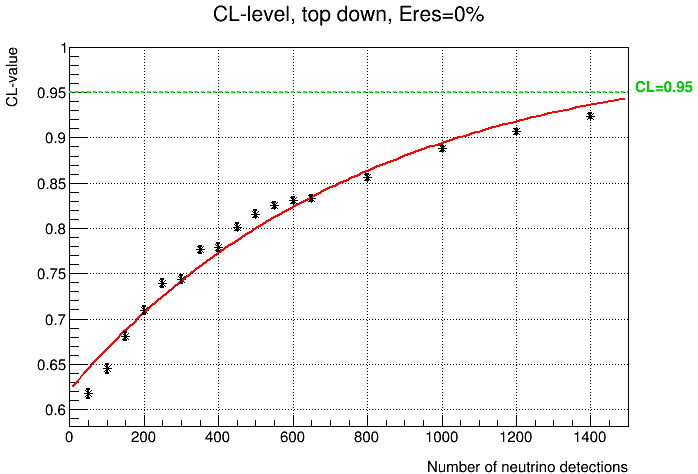 CL-level, top down, Eres=0%
CL-value
1
0.95
0.9
0.85
0.8
0.75
0.7
0.65
0.6
CL=0.95
0 200 400 600 800 1000 1200 1400
Number of neutrino detections